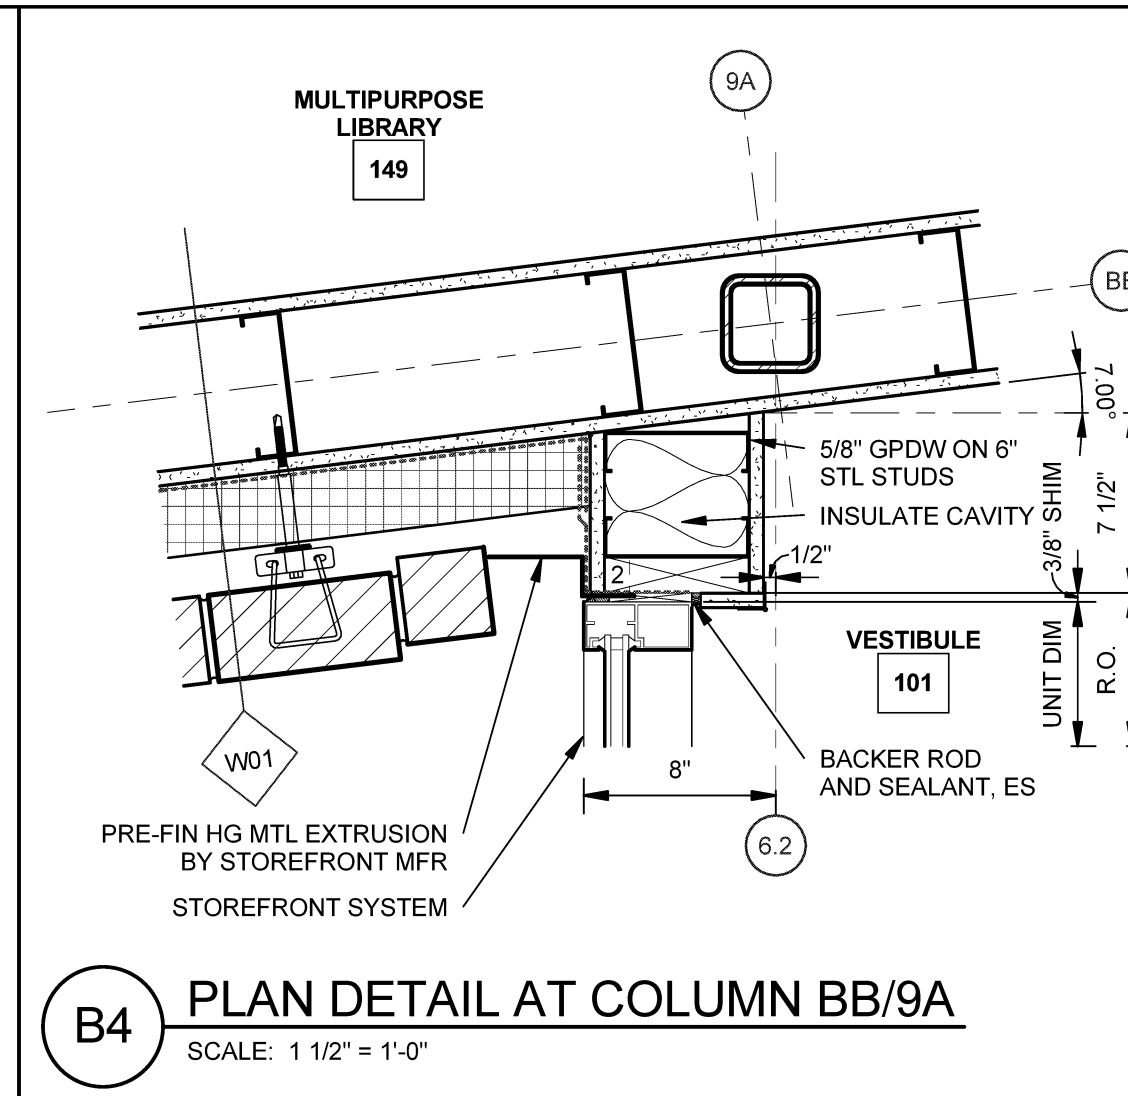 9A
MULTIPURPOSE
LIBRARY
149
BB
7.00°
5/8" GPDW ON 6"
STL STUDS
INSULATE CAVITY
3/8" SHIM
7 1/2"
1/2"
2
VESTIBULE
101
UNIT DIM
R.O.
W01
8"
BACKER ROD
AND SEALANT, ES
PRE-FIN HG MTL EXTRUSION
BY STOREFRONT MFR
6.2
STOREFRONT SYSTEM
B4
PLAN DETAIL AT COLUMN BB/9A
SCALE: 1 1/2" = 1'-0"